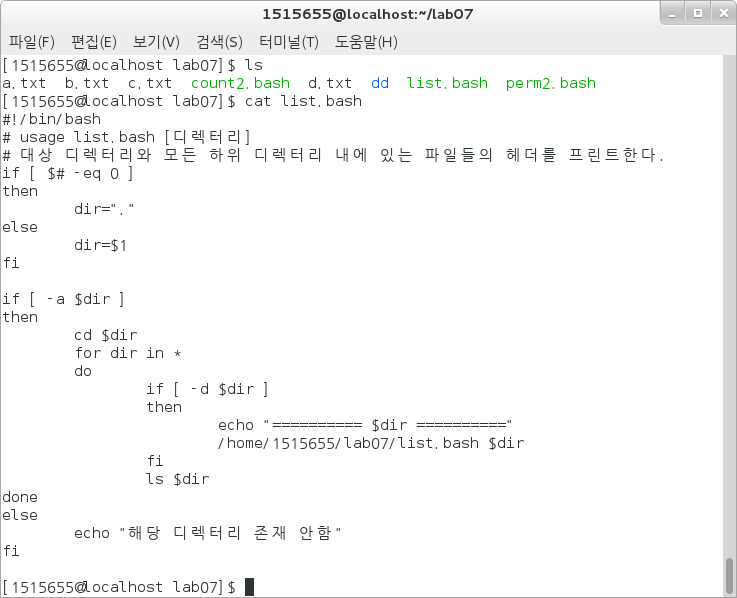 1515655@localhost:~/lab07
파일(F) 편집(E) 보기(V) 검색(S) 터미널(T) 도움말(H)
[1515655@localhost lab07]$ ls
a.txt b.txt c.txt count2.bash d.txt dd list.bash perm2.bash
[1515655@localhost lab07]$ cat list.bash
#!/bin/bash
# usage list.bash [디렉터리]
# 대상 디렉터리와 모든 하위 디렉터리 내에 있는 파일들의 헤더를 프린트한다.
if [ $# -eq 0 ]
then
        dir="."
else
        dir=$1
fi

if [ -a $dir ]
then
        cd $dir
        for dir in *
        do
                if [ -d $dir ]
                then
                        echo "========== $dir =========="
                        /home/1515655/lab07/list.bash $dir
                fi
                ls $dir
done
else
        echo "해당 디렉터리 존재 안함"
fi

[1515655@localhost lab07]$